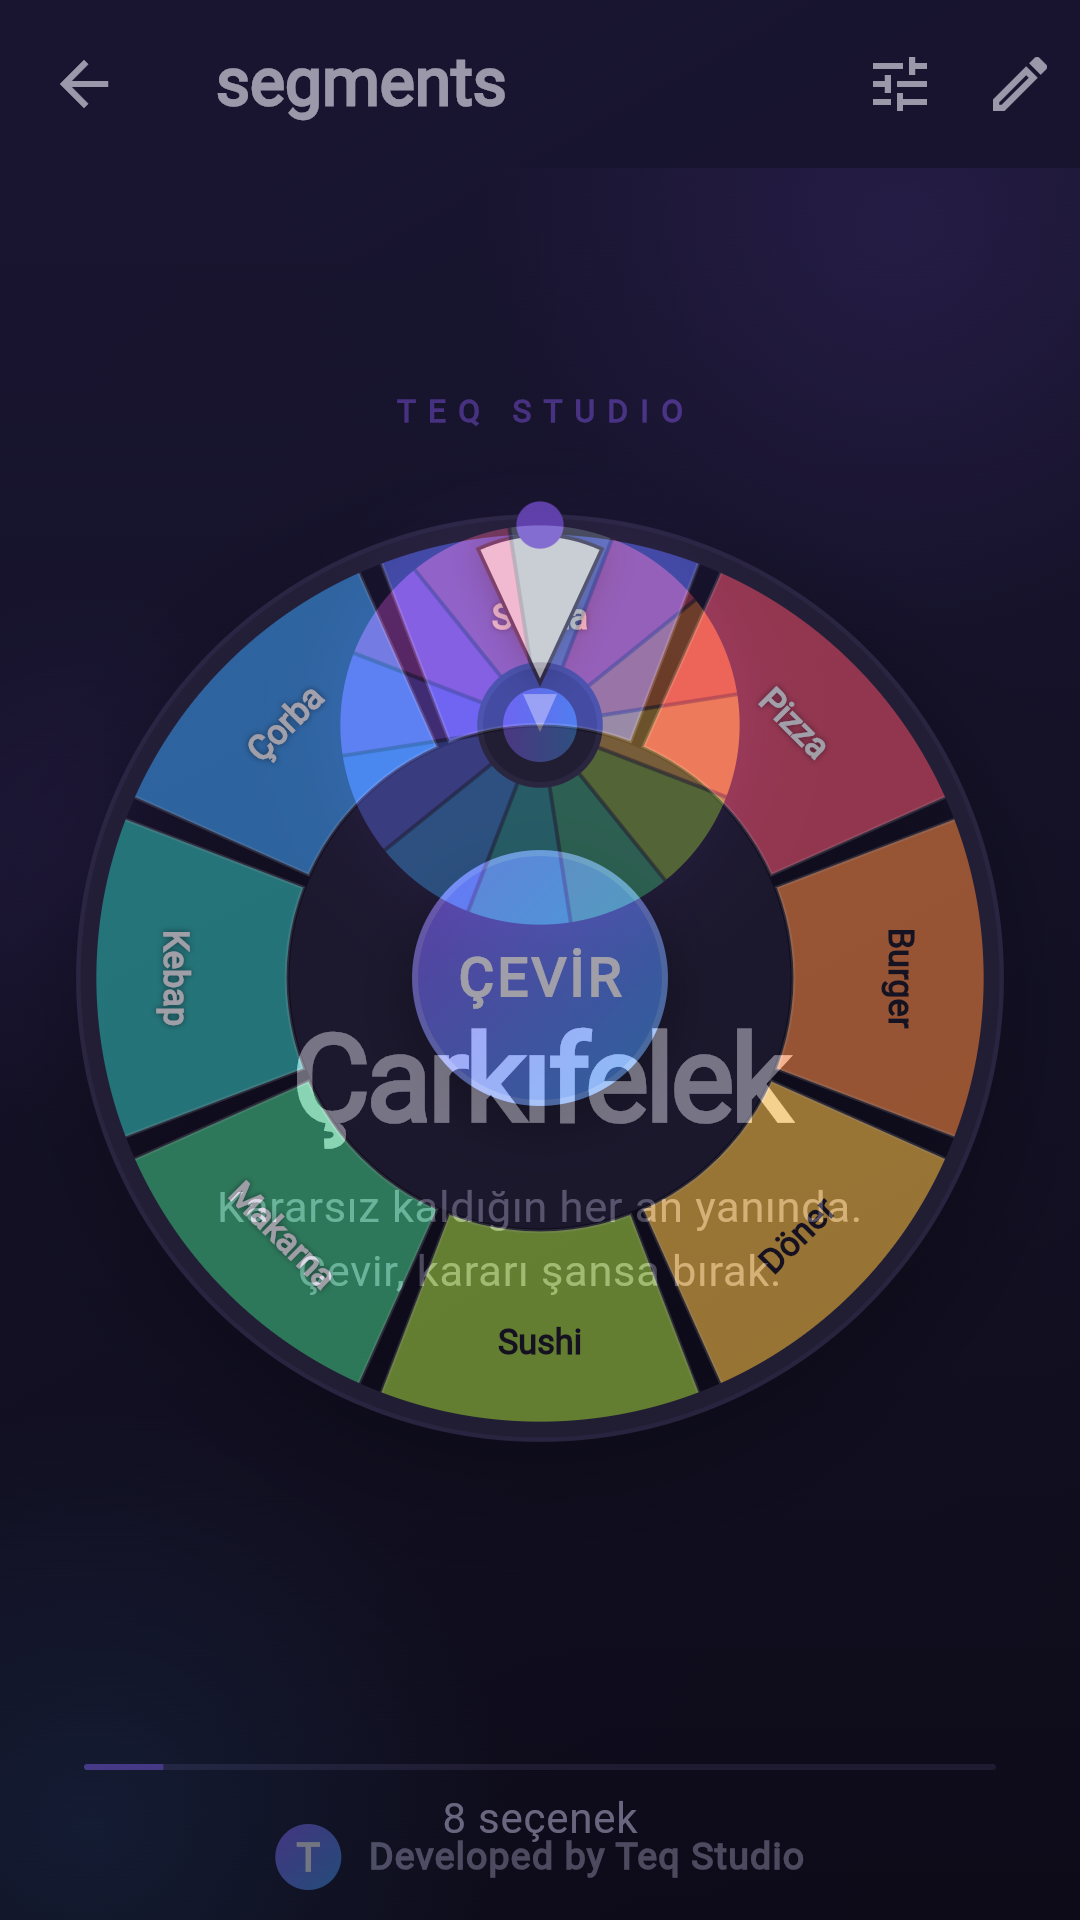 segments
TEQ STUDIO
Çorba
Pizza
Kebap
Burger
ÇEVİR
Çarkıfelek
Makarna
Döner
Kararsız kaldığın her an yanında.
Çevir, kararı şansa bırak.
Sushi
8 seçenek
T Developed by Teq Studio